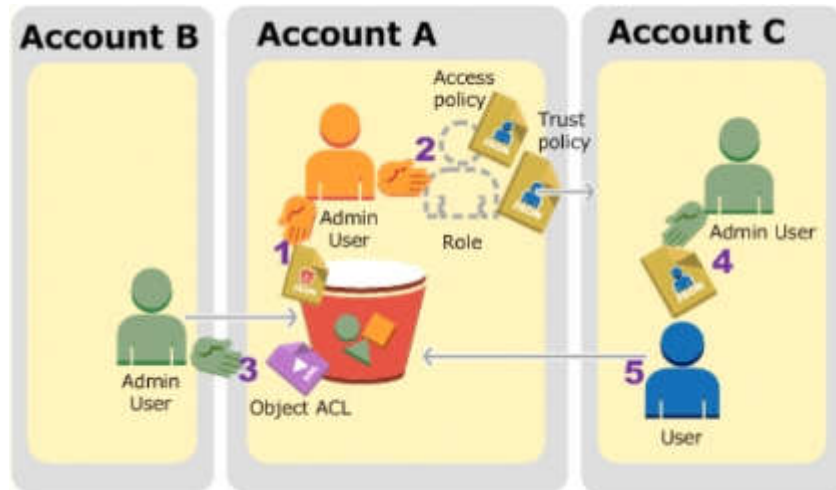 Account B
Account A
Account C
Access
policy
Trust
policy
2
Admin
User
Role
1
Admin User
4
Admin
User
3
Object ACL
5
User